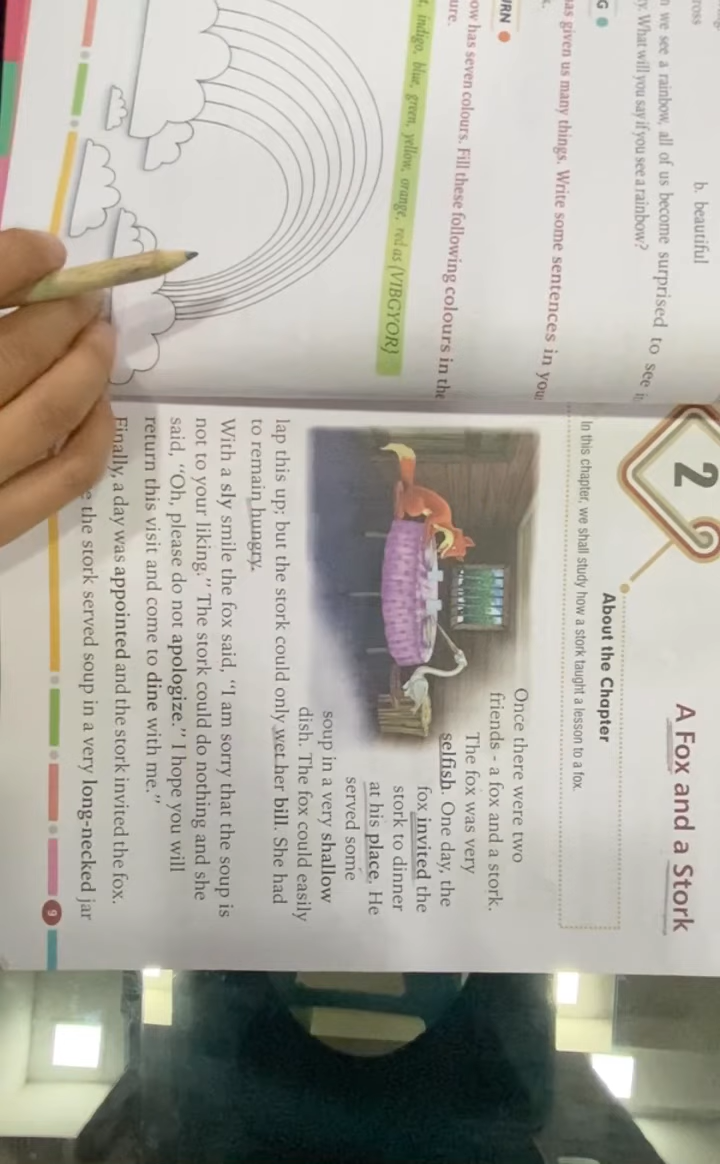 b. beautiful
we see a rainbow, all of us become surprised to see
What will you say if you see a rainbow?
G
has given us many things. Write some sentences in
URN
has seven colours. Fill these following colours in the
ure.
indigo, blue, green, yellow, orange, red as (VIBGYOR)
2
A Fox and a Stork
About the Chapter
In this chapter, we shall study how a stork taught a lesson to a fox.
Once there were two
friends - a fox and a stork.
The fox was very
selfish. One day, the
fox invited the
stork to dinner
at his place. He
served some
soup in a very shallow
dish. The fox could easily
lap this up; but the stork could only wet her bill. She had
to remain hungry.
With a sly smile the fox said, “I am sorry that the soup is
not to your liking.” The stork could do nothing and she
said, “Oh, please do not apologize.” I hope you will
return this visit and come to dine with me.”
Finally, a day was appointed and the stork invited the fox.
the stork served soup in a very long-necked jar
9